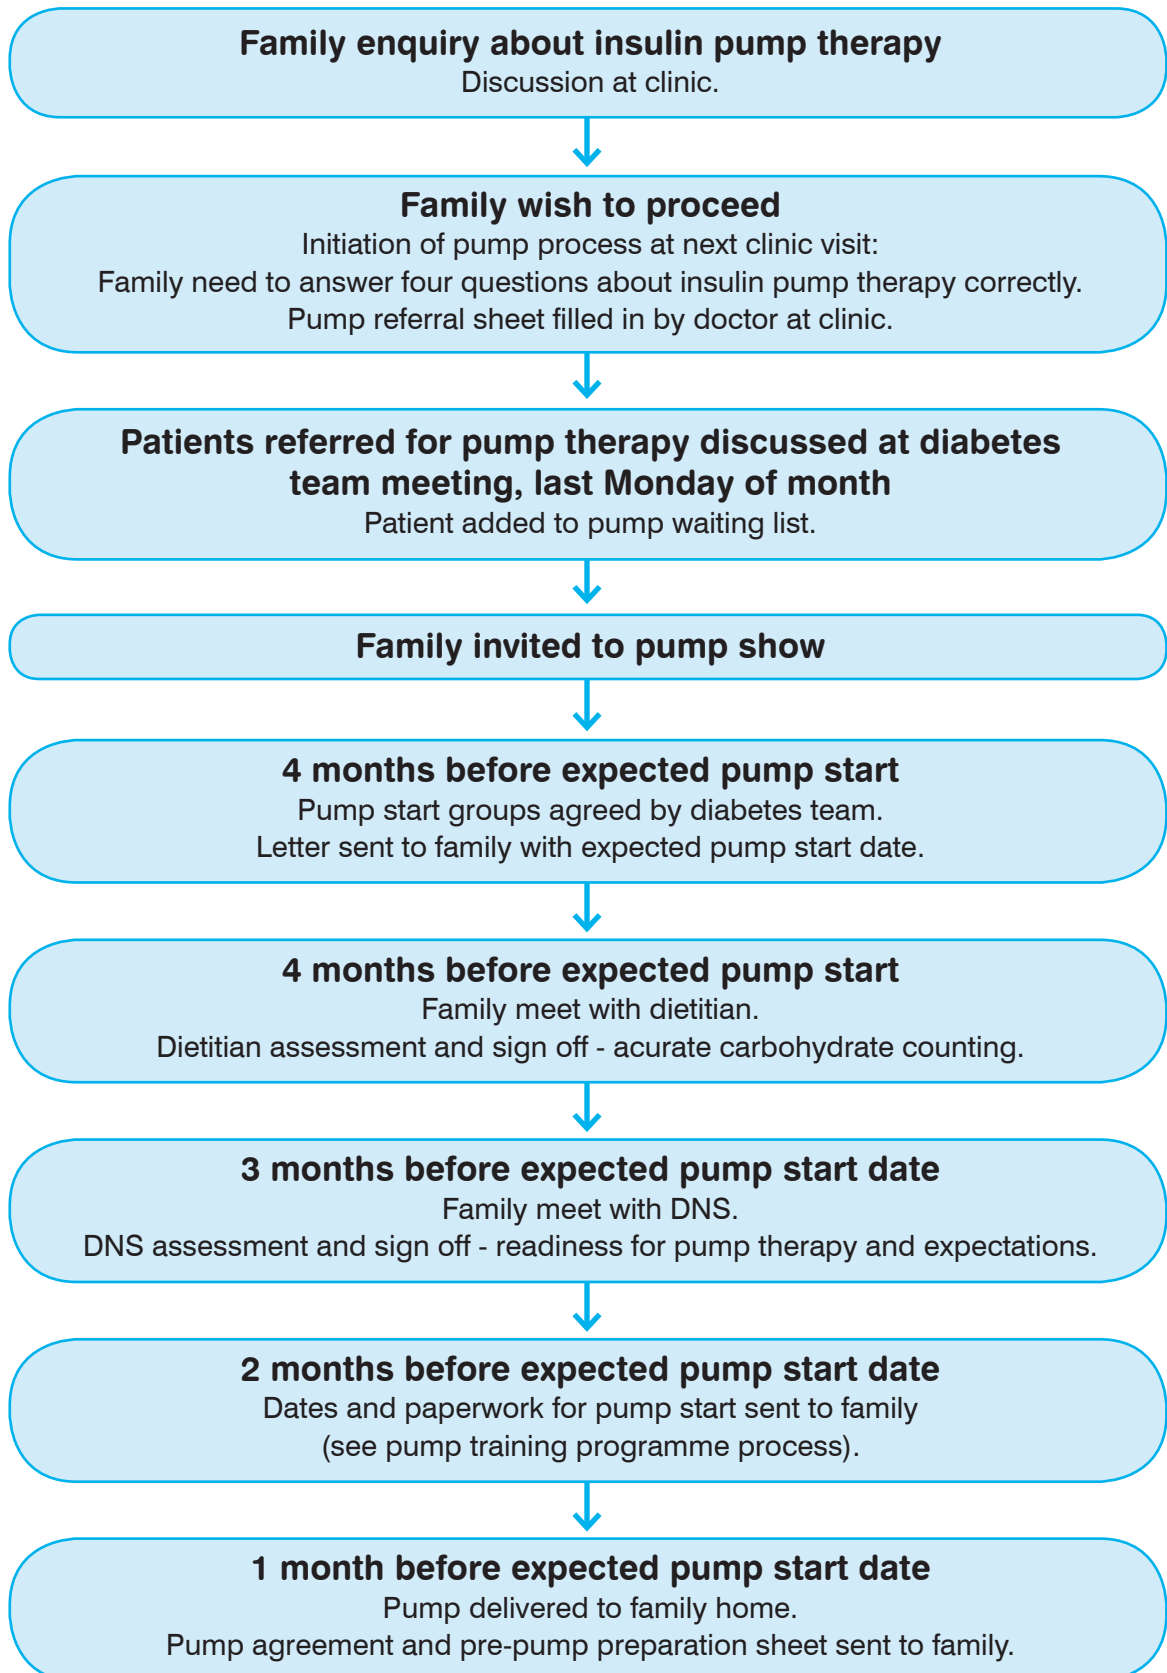 Family enquiry about insulin pump therapy
Discussion at clinic.
Family wish to proceed
Initiation of pump process at next clinic visit:
Family need to answer four questions about insulin pump therapy correctly.
Pump referral sheet filled in by doctor at clinic.
Patients referred for pump therapy discussed at diabetes
team meeting, last Monday of month
Patient added to pump waiting list.
Family invited to pump show
4 months before expected pump start
Pump start groups agreed by diabetes team.
Letter sent to family with expected pump start date.
4 months before expected pump start
Family meet with dietitian.
Dietitian assessment and sign off - acurate carbohydrate counting.
3 months before expected pump start date
Family meet with DNS.
DNS assessment and sign off - readiness for pump therapy and expectations.
2 months before expected pump start date
Dates and paperwork for pump start sent to family
(see pump training programme process).
1 month before expected pump start date
Pump delivered to family home.
Pump agreement and pre-pump preparation sheet sent to family.